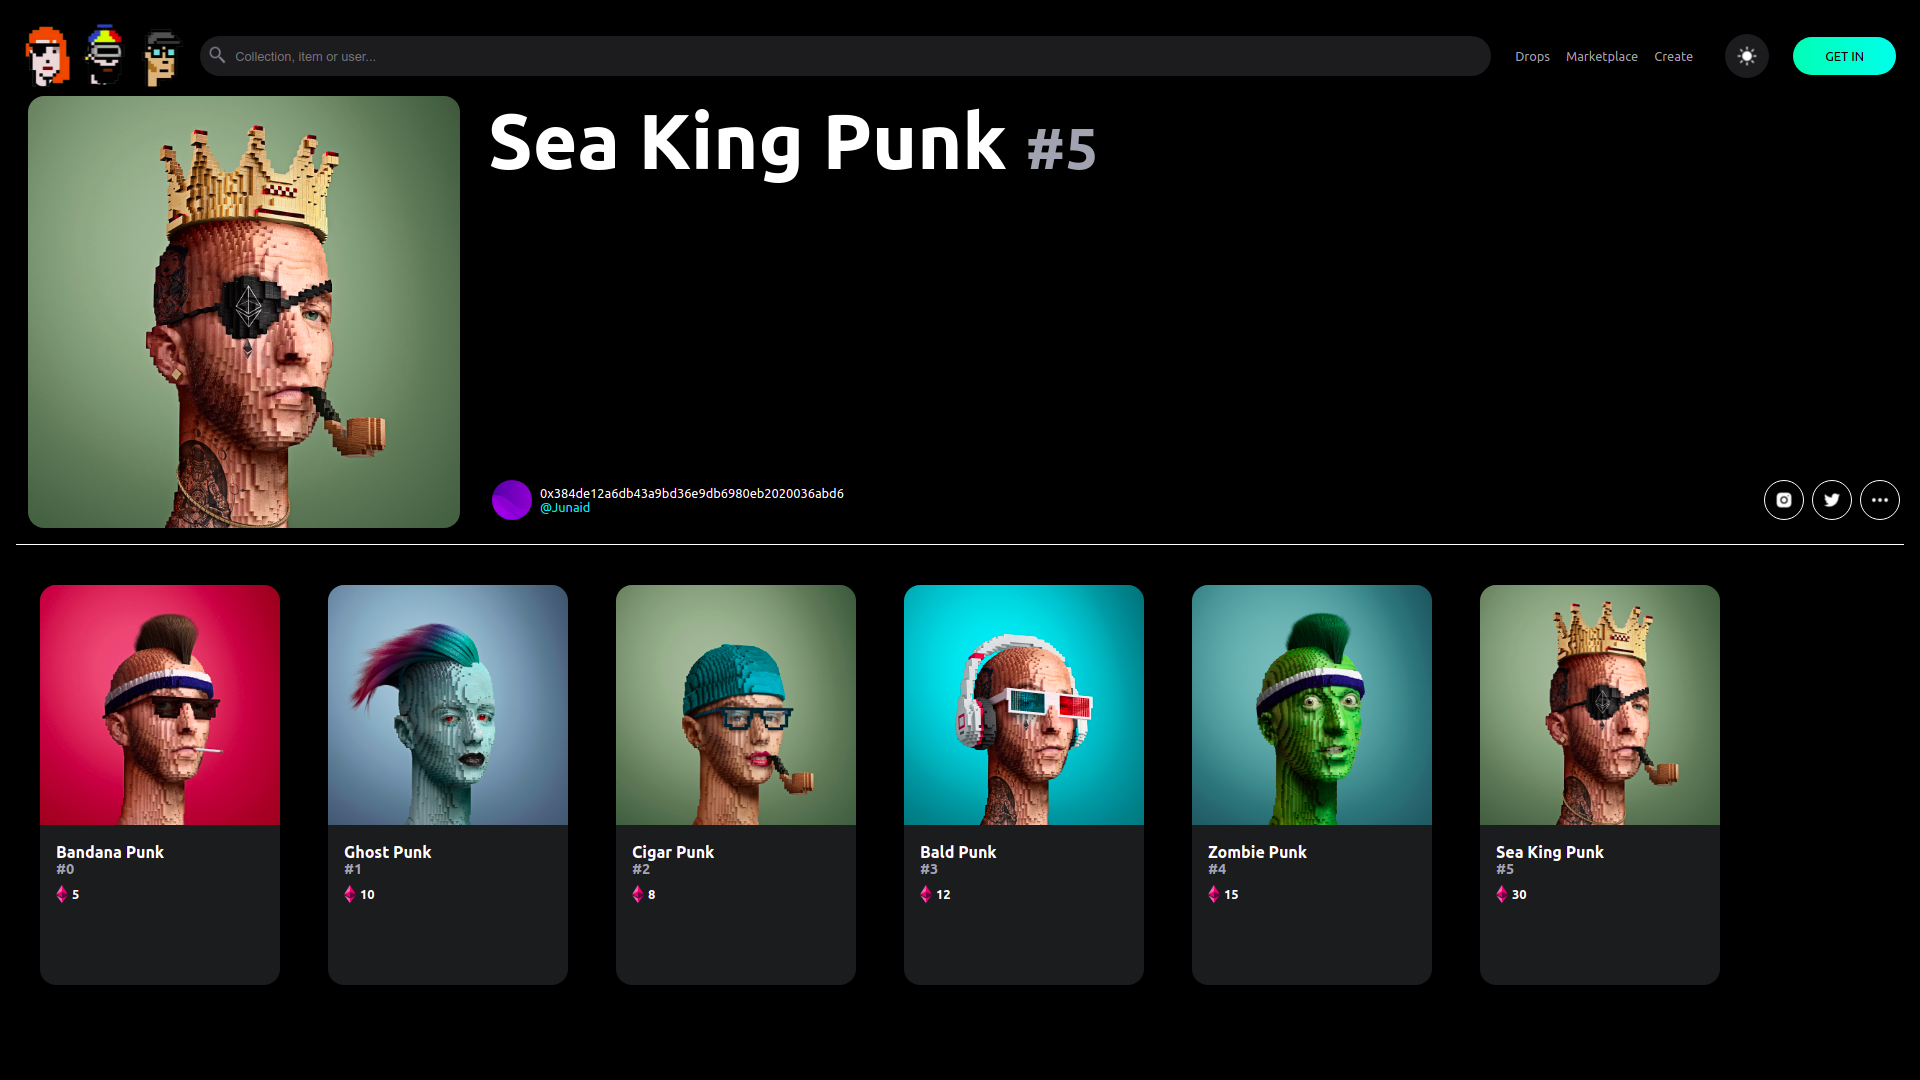 Collection, item or user...
Drops
Marketplace
Create
GET IN
Sea King Punk #5
0x384de12a6db43a9bd36e9db6980eb2020036abd6
@Junaid
Bandana Punk
#0
5
Ghost Punk
#1
10
Cigar Punk
#2
8
Bald Punk
#3
12
Zombie Punk
#4
15
Sea King Punk
#5
30